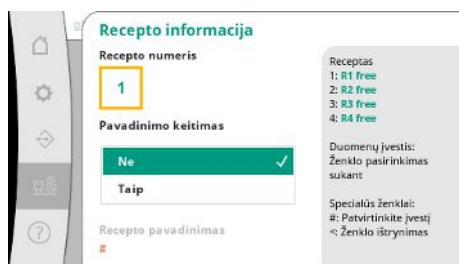 Recepto informacija
Recepto numeris
1
Pavadinimo keitimas
Ne
Taip
Recepto pavadinimas
#
Receptas
1: R1 free
2: R2 free
3: R3 free
4: R4 free
Duomenų įvestis:
Ženklo pasirinkimas
sukant
Specialūs ženklai:
#: Patvirtinkite įvestį
<: Ženklo ištrynimas